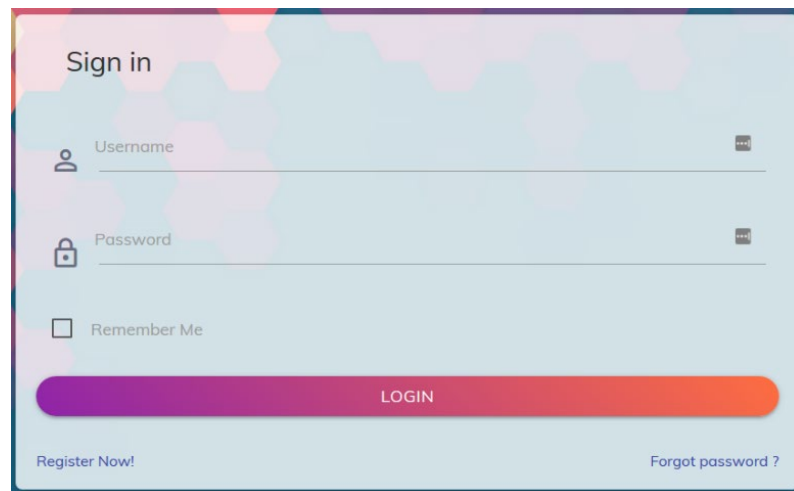 Sign in
Username
Password
Remember Me
LOGIN
Register Now! Forgot password ?